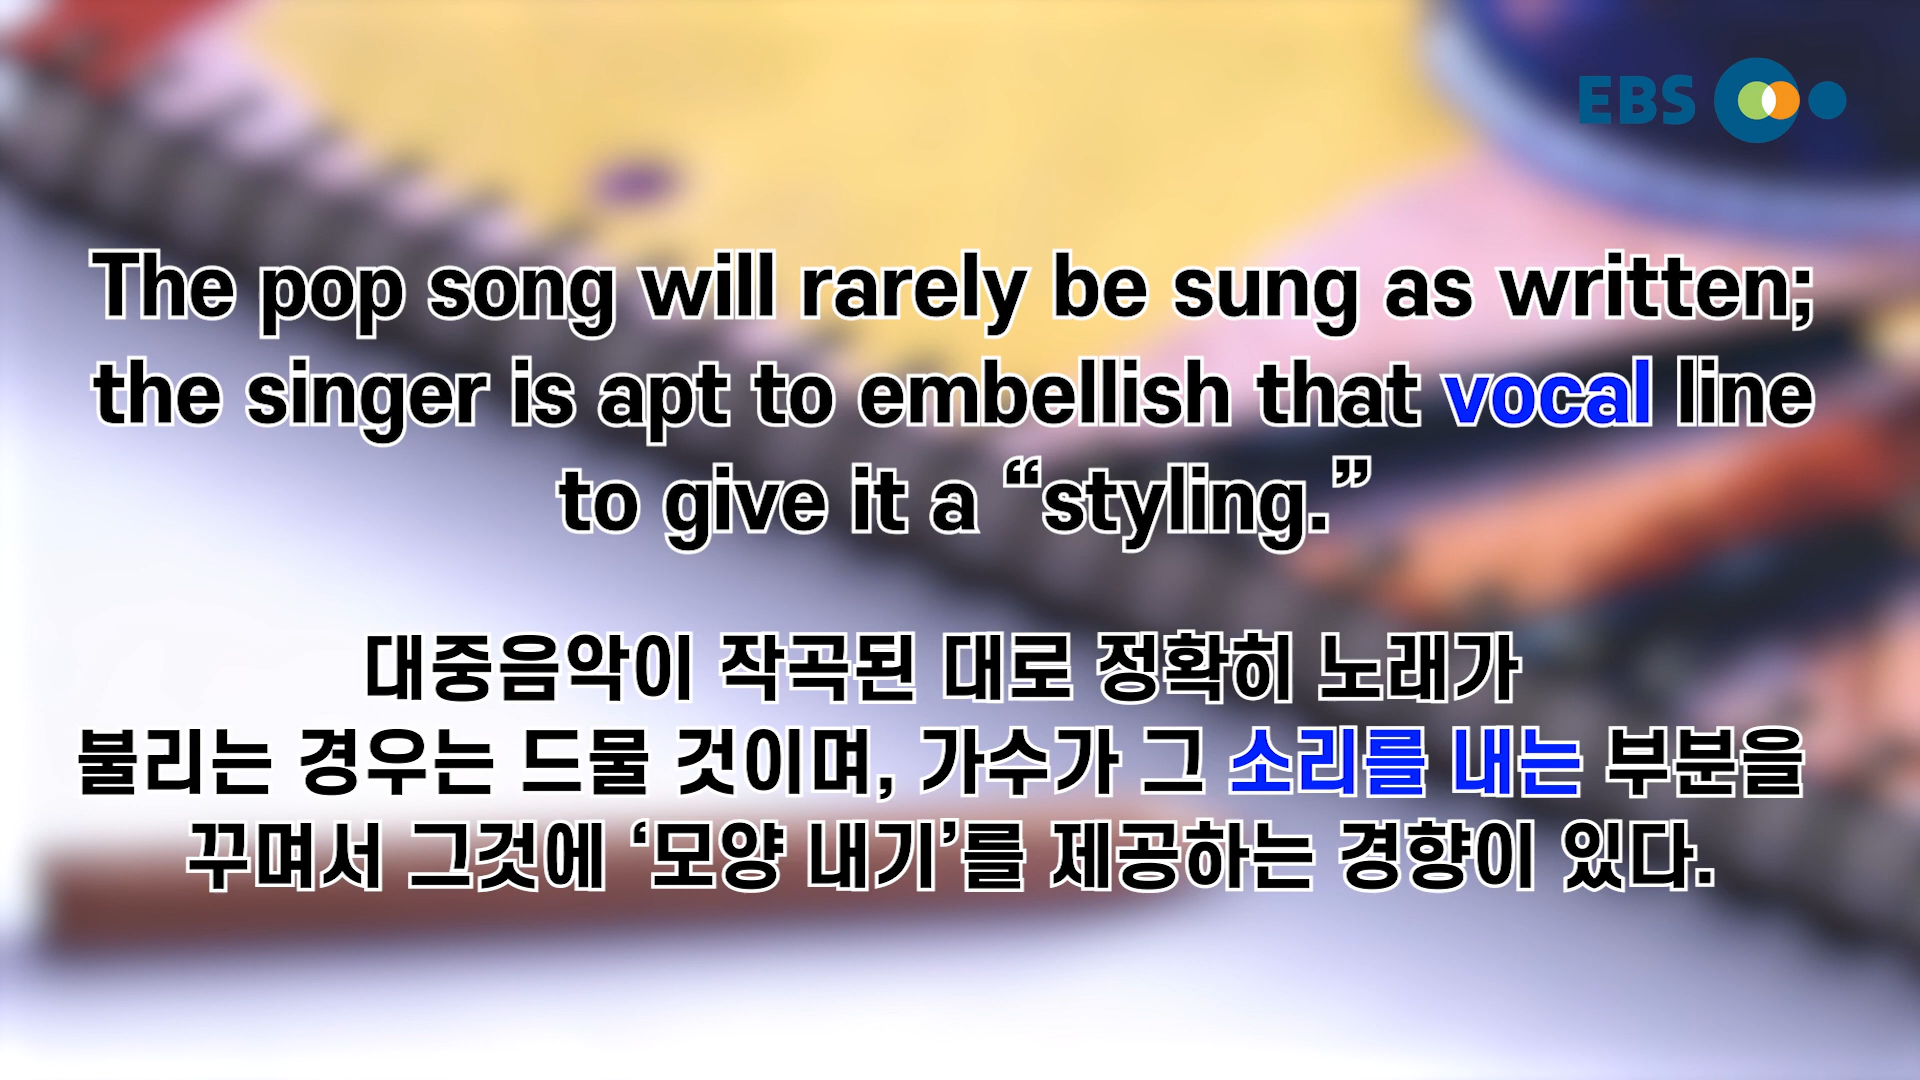 EBS
The pop song will rarely be sung as written;
the singer is apt to embellish that vocal line
to give it a “styling.”
대중음악이 작곡된 대로 정확히 노래가
불리는 경우는 드물 것이며, 가수가 그 소리를 내는 부분을
꾸며서 그것에 ‘모양 내기’를 제공하는 경향이 있다.